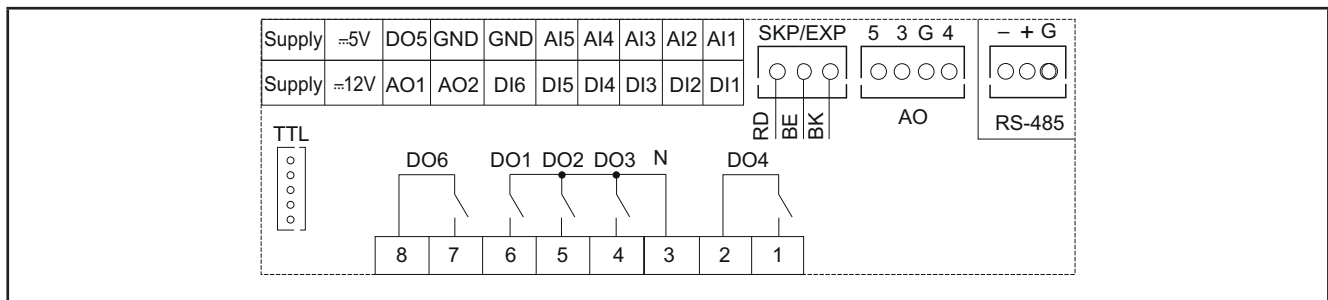 Supply ⎓5V DO5 GND GND AI5 AI4 AI3 AI2 AI1
Supply ⎓12V AO1 AO2 DI6 DI5 DI4 DI3 DI2 DI1
SKP/EXP
5 3 G 4
– + G
RD
BE
BK
AO
RS-485
TTL
DO6 DO1 DO2 DO3 N DO4
8 7 6 5 4 3 2 1